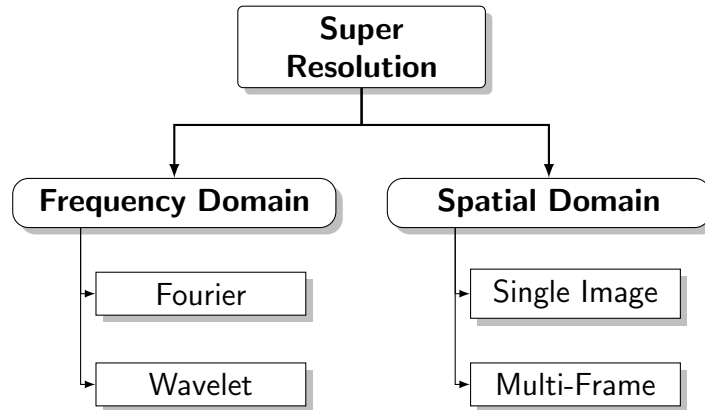 Super
Resolution
Frequency Domain
Spatial Domain
Fourier
Single Image
Wavelet
Multi-Frame